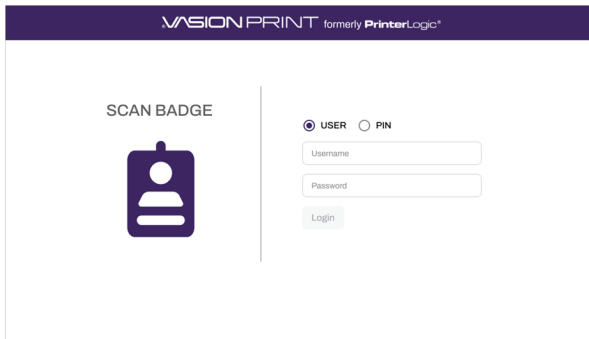 VASION PRINT formerly PrinterLogic®
SCAN BADGE
USER PIN
Username
Password
Login